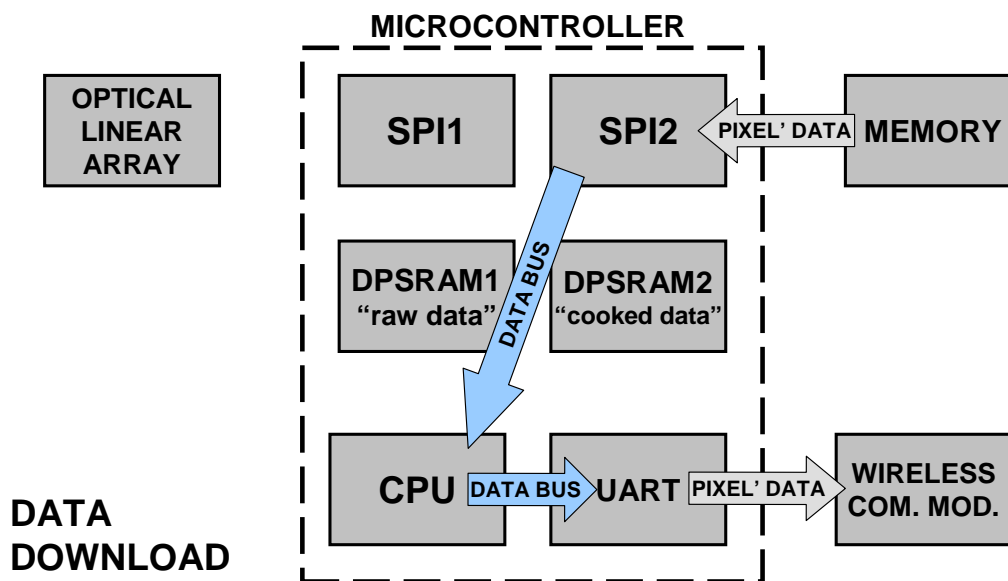 MICROCONTROLLER
OPTICAL
LINEAR
ARRAY
SPI1
SPI2
PIXEL’ DATA
MEMORY
DATA BUS
DPSRAM1
“raw data”
DPSRAM2
“cooked data”
CPU
DATA BUS
UART
PIXEL’ DATA
WIRELESS
COM. MOD.
DATA
DOWNLOAD